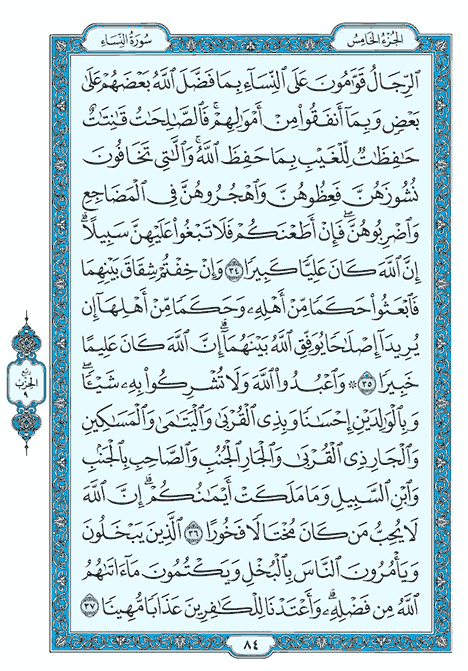 الجزء الخامس
سورة النساء
ٱلرِّجَالُ قَوَّٰمُونَ عَلَى ٱلنِّسَآءِ بِمَا فَضَّلَ ٱللَّهُ بَعْضَهُمْ عَلَىٰ
بَعْضٖ وَبِمَآ أَنفَقُواْ مِنْ أَمْوَٰلِهِمْۚ فَٱلصَّٰلِحَٰتُ قَٰنِتَٰتٌ
حَٰفِظَٰتٞ لِّلْغَيْبِ بِمَا حَفِظَ ٱللَّهُۚ وَٱلَّٰتِي تَخَافُونَ
نُشُوزَهُنَّ فَعِظُوهُنَّ وَٱهْجُرُوهُنَّ فِي ٱلْمَضَاجِعِ
وَٱضْرِبُوهُنَّۖ فَإِنْ أَطَعْنَكُمْ فَلَا تَبْغُواْ عَلَيْهِنَّ سَبِيلًاۗ
إِنَّ ٱللَّهَ كَانَ عَلِيّٗا كَبِيرٗا ٣٤ وَإِنْ خِفْتُمْ شِقَاقَ بَيْنِهِمَا
فَٱبْعَثُواْ حَكَمٗا مِّنْ أَهْلِهِۦ وَحَكَمٗا مِّنْ أَهْلِهَآ إِن
يُرِيدَآ إِصْلَٰحٗا يُوَفِّقِ ٱللَّهُ بَيْنَهُمَآۗ إِنَّ ٱللَّهَ كَانَ عَلِيمًا
خَبِيرٗا ٣٥ ۞ وَٱعْبُدُواْ ٱللَّهَ وَلَا تُشْرِكُواْ بِهِۦ شَيْـٔٗاۖ
وَبِٱلْوَٰلِدَيْنِ إِحْسَٰنٗا وَبِذِي ٱلْقُرْبَىٰ وَٱلْيَتَٰمَىٰ وَٱلْمَسَٰكِينِ
وَٱلْجَارِ ذِي ٱلْقُرْبَىٰ وَٱلْجَارِ ٱلْجُنُبِ وَٱلصَّاحِبِ بِٱلْجَنۢبِ
وَٱبْنِ ٱلسَّبِيلِ وَمَا مَلَكَتْ أَيْمَٰنُكُمْۗ إِنَّ ٱللَّهَ
لَا يُحِبُّ مَن كَانَ مُخْتَالٗا فَخُورًا ٣٦ ٱلَّذِينَ يَبْخَلُونَ
وَيَأْمُرُونَ ٱلنَّاسَ بِٱلْبُخْلِ وَيَكْتُمُونَ مَآ ءَاتَىٰهُمُ
ٱللَّهُ مِن فَضْلِهِۦۗ وَأَعْتَدْنَا لِلْكَٰفِرِينَ عَذَابٗا مُّهِينٗا ٣٧
ربع
الحزب
٩
٨٤